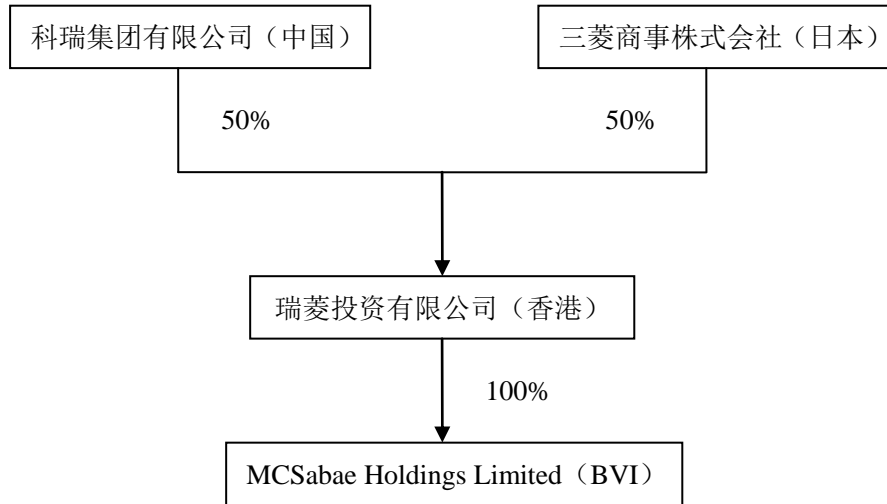 科瑞集团有限公司（中国）
三菱商事株式会社（日本）
50%
50%
瑞菱投资有限公司（香港）
100%
MCSabae Holdings Limited（BVI）